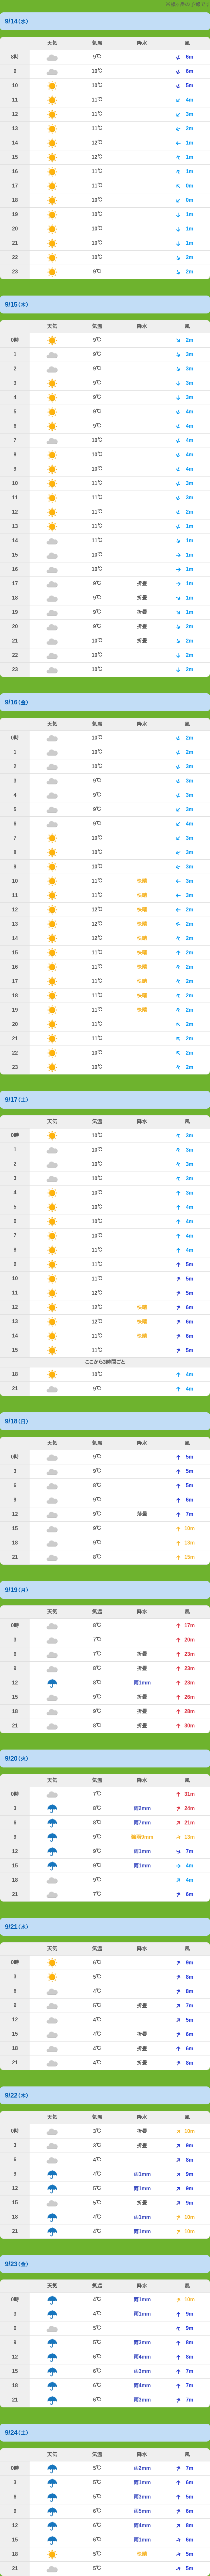 9/14(水)
天気 気温 降水 風
8時 9℃ 6m
9 10℃ 6m
10 10℃ 5m
11 11℃ 4m
12 11℃ 3m
13 11℃ 2m
14 12℃ 1m
15 12℃ 1m
16 11℃ 1m
17 11℃ 0m
18 10℃ 0m
19 10℃ 1m
20 10℃ 1m
21 10℃ 1m
22 10℃ 2m
23 9℃ 2m
9/15(木)
天気 気温 降水 風
0時 9℃ 2m
1 9℃ 3m
2 9℃ 3m
3 9℃ 3m
4 9℃ 3m
5 9℃ 4m
6 9℃ 4m
7 10℃ 4m
8 10℃ 4m
9 10℃ 4m
10 11℃ 3m
11 11℃ 3m
12 11℃ 2m
13 11℃ 1m
14 11℃ 1m
15 10℃ 1m
16 10℃ 1m
17 9℃ 折畳 1m
18 9℃ 折畳 1m
19 9℃ 折畳 1m
20 9℃ 折畳 2m
21 10℃ 折畳 2m
22 10℃ 2m
23 9℃ 2m
9/16(金)
天気 気温 降水 風
0時 10℃ 2m
1 10℃ 2m
2 10℃ 3m
3 9℃ 3m
4 9℃ 3m
5 9℃ 3m
6 9℃ 4m
7 10℃ 3m
8 10℃ 3m
9 10℃ 3m
10 11℃ 快晴 3m
11 11℃ 快晴 3m
12 12℃ 快晴 2m
13 12℃ 快晴 2m
14 12℃ 快晴 2m
15 11℃ 快晴 2m
16 11℃ 快晴 2m
17 11℃ 快晴 2m
18 11℃ 快晴 2m
19 11℃ 快晴 2m
20 11℃ 2m
21 11℃ 2m
22 10℃ 2m
23 10℃ 2m
9/17(土)
天気 気温 降水 風
0時 10℃ 3m
1 10℃ 3m
2 10℃ 3m
3 10℃ 3m
4 10℃ 3m
5 10℃ 4m
6 10℃ 4m
7 10℃ 4m
8 11℃ 4m
9 11℃ 5m
10 11℃ 5m
11 12℃ 5m
12 12℃ 快晴 6m
13 12℃ 快晴 6m
14 11℃ 快晴 6m
15 11℃ 5m
ここから3時間ごと
18 10℃ 4m
21 9℃ 4m
9/18(日)
天気 気温 降水 風
0時 9℃ 5m
3 9℃ 5m
6 8℃ 5m
9 9℃ 6m
12 9℃ 薄曇 7m
15 9℃ 10m
18 9℃ 13m
21 8℃ 15m
9/19(月)
天気 気温 降水 風
0時 8℃ 17m
3 7℃ 20m
6 7℃ 折畳 23m
9 8℃ 折畳 23m
12 8℃ 雨1mm 23m
15 9℃ 折畳 26m
18 9℃ 折畳 28m
21 8℃ 折畳 30m
9/20(火)
天気 気温 降水 風
0時 7℃ 31m
3 8℃ 雨2mm 24m
6 8℃ 雨7mm 21m
9 9℃ 強雨9mm 13m
12 9℃ 雨1mm 7m
15 9℃ 雨1mm 4m
18 9℃ 4m
21 7℃ 6m
9/21(水)
天気 気温 降水 風
0時 6℃ 9m
3 5℃ 8m
6 4℃ 8m
9 5℃ 折畳 7m
12 4℃ 5m
15 4℃ 折畳 6m
18 4℃ 折畳 6m
21 4℃ 折畳 8m
9/22(木)
天気 気温 降水 風
0時 3℃ 折畳 10m
3 3℃ 折畳 9m
6 4℃ 8m
9 4℃ 雨1mm 9m
12 5℃ 雨1mm 9m
15 5℃ 折畳 9m
18 4℃ 雨1mm 10m
21 4℃ 雨1mm 10m
9/23(金)
天気 気温 降水 風
0時 4℃ 雨1mm 10m
3 4℃ 雨1mm 9m
6 5℃ 9m
9 5℃ 雨3mm 8m
12 6℃ 雨4mm 8m
15 6℃ 雨3mm 7m
18 6℃ 雨4mm 7m
21 6℃ 雨3mm 7m
9/24(土)
天気 気温 降水 風
0時 5℃ 雨2mm 7m
3 5℃ 雨1mm 6m
6 5℃ 雨3mm 5m
9 6℃ 雨5mm 6m
12 6℃ 雨4mm 8m
15 6℃ 雨1mm 6m
18 5℃ 快晴 5m
21 5℃ 5m